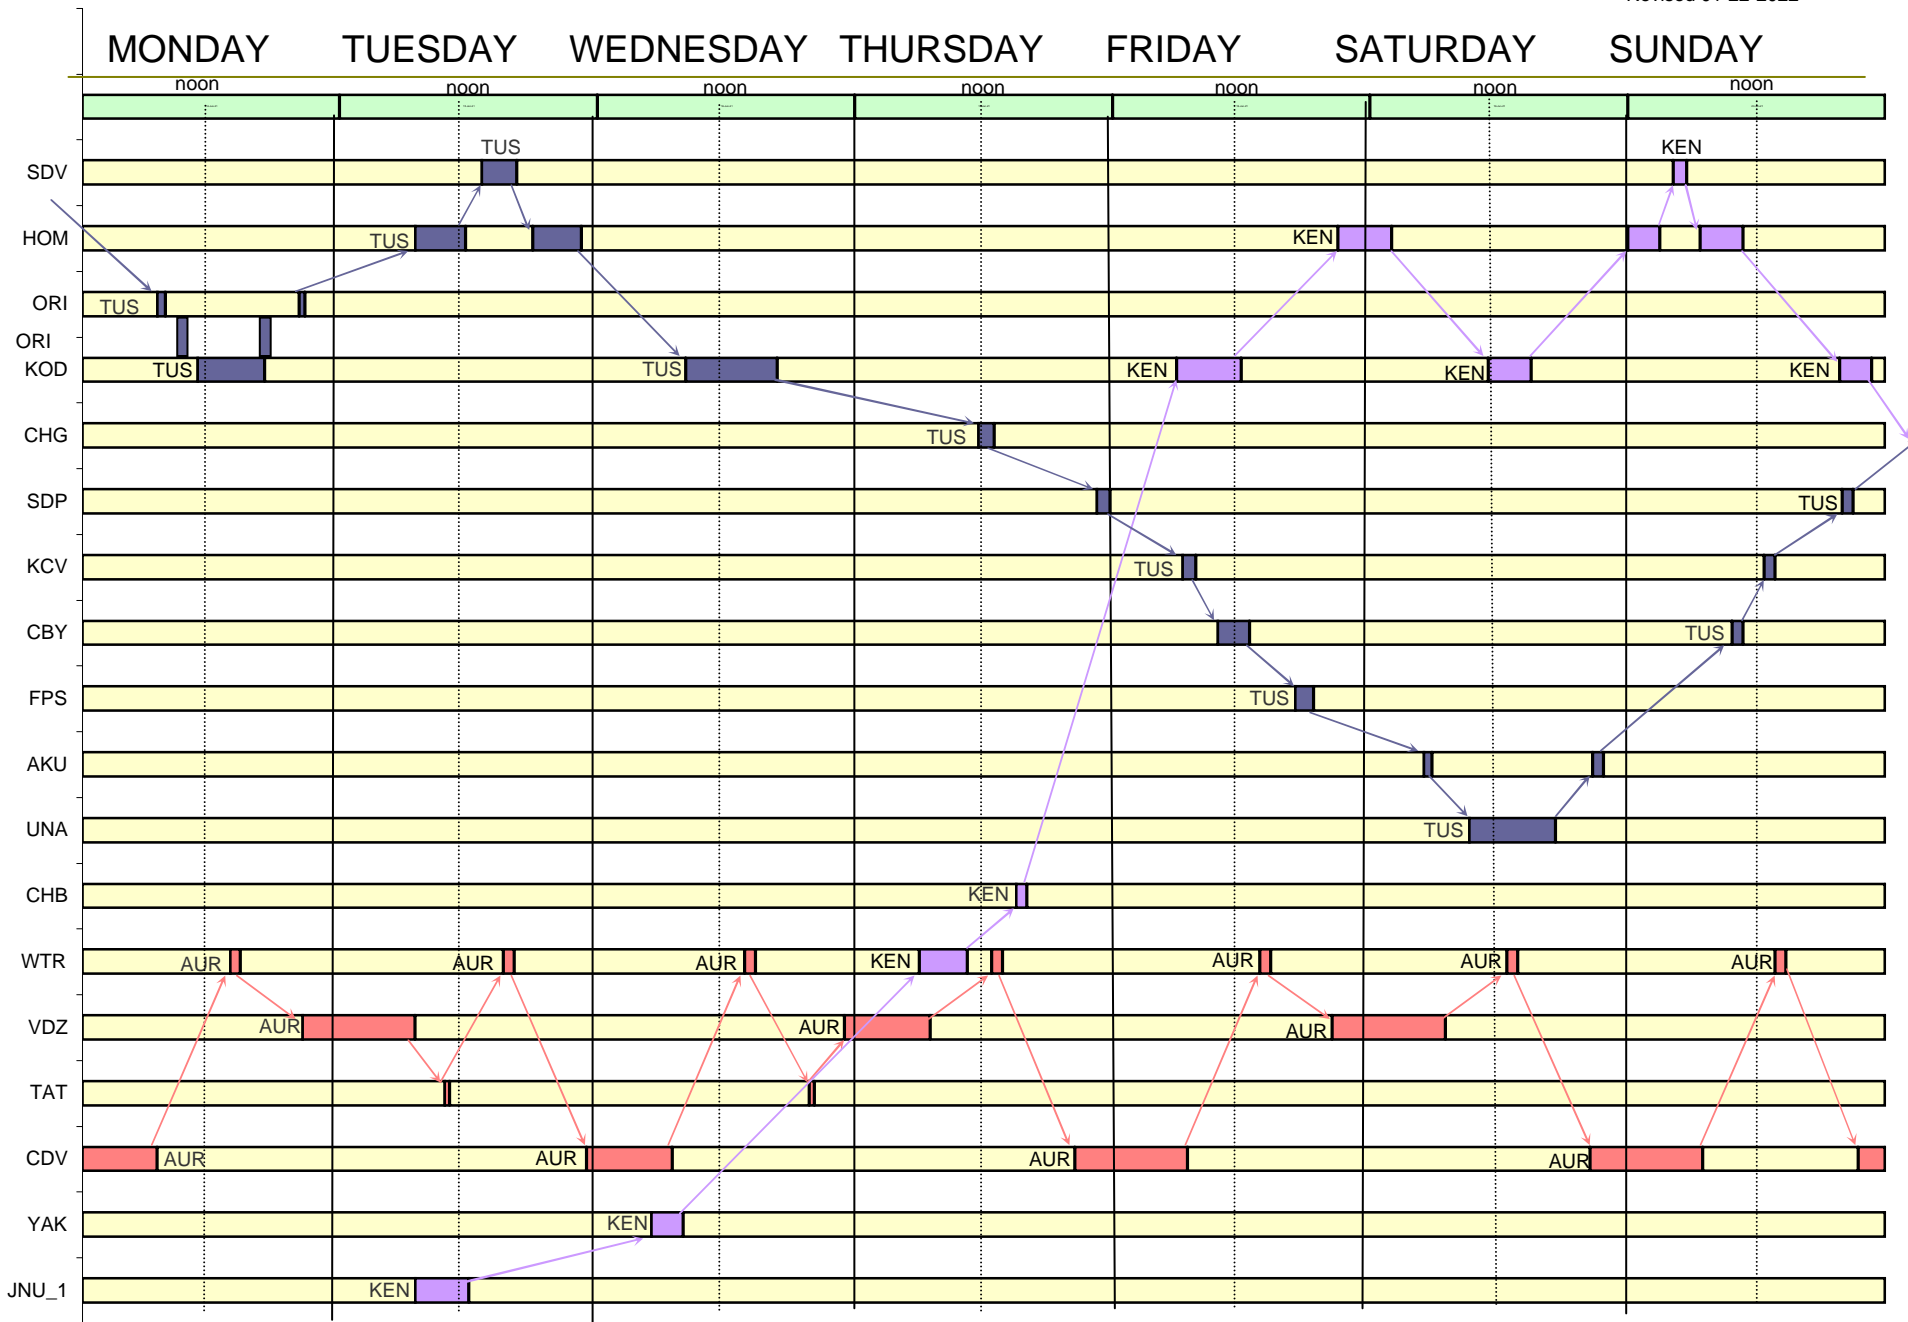 MONDAY TUESDAY WEDNESDAY THURSDAY FRIDAY SATURDAY SUNDAY
noon noon noon noon noon noon noon
TUS KEN
SDV
HOM TUS KEN
ORI TUS
ORI
KOD TUS TUS KEN KEN KEN
CHG TUS
SDP TUS
KCV TUS
CBY TUS
FPS TUS
AKU
UNA TUS
CHB KEN
WTR AUR AUR AUR KEN AUR AUR AUR
VDZ AUR AUR AUR
TAT
CDV AUR AUR AUR AUR
YAK KEN
JNU_1 KEN